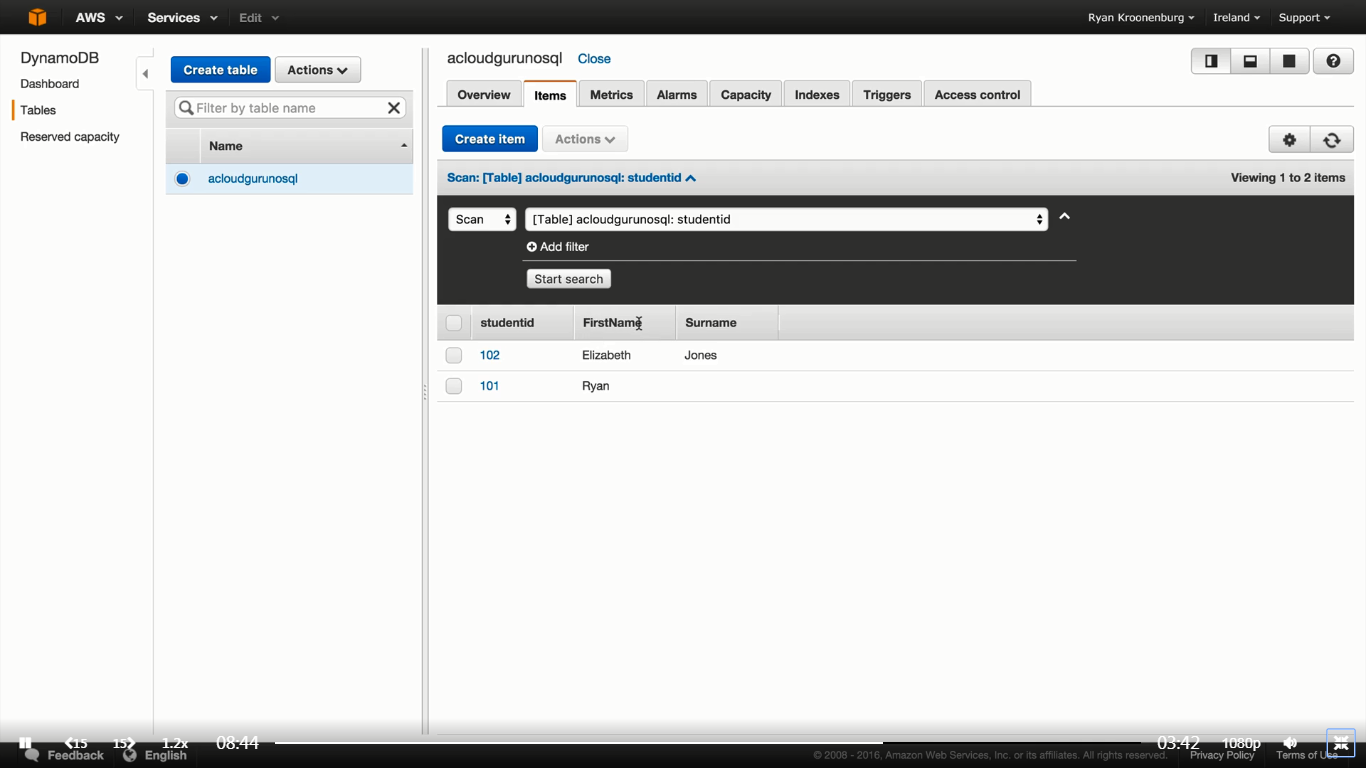 AWS Services Edit Ryan Kroonenburg Ireland Support
DynamoDB
Dashboard
Tables
Reserved capacity
Create table Actions
Filter by table name
Name
acloudgurunosql
acloudgurunosql Close
Overview Items Metrics Alarms Capacity Indexes Triggers Access control
Create item Actions
Scan: [Table] acloudgurunosql: studentid Viewing 1 to 2 items
Scan [Table] acloudgurunosql: studentid
Add filter
Start search
studentid FirstName Surname
102 Elizabeth Jones
101 Ryan
15 15 1.2x 08:44 03:42 1080p
Feedback English © 2008 - 2016, Amazon Web Services, Inc. or its affiliates. All rights reserved. Privacy Policy Terms of Use